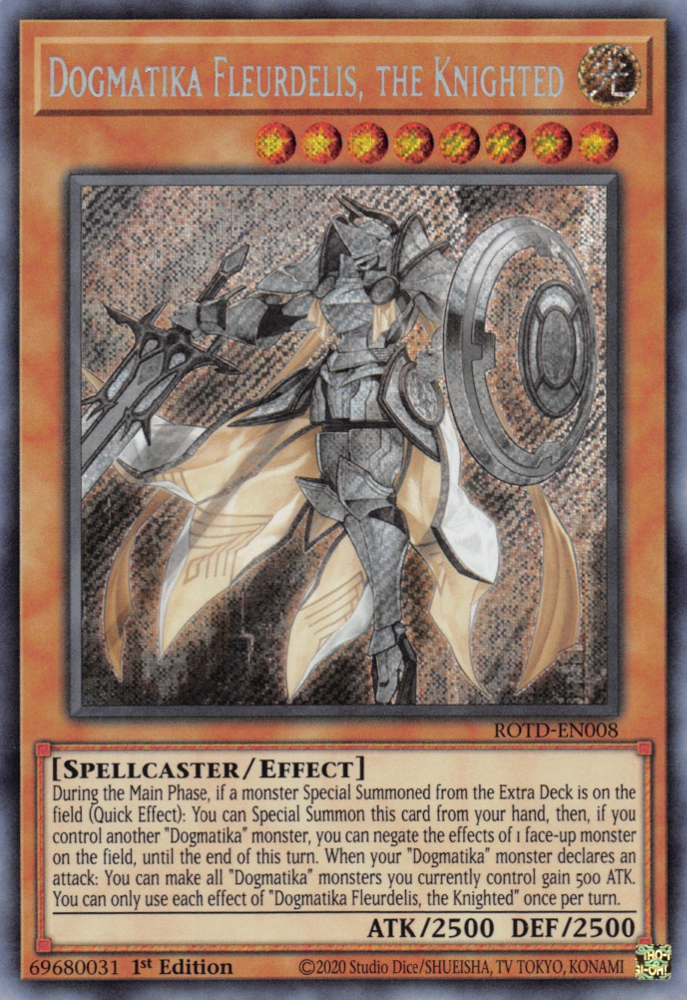 DOGMATIKA FLEURDELIS, THE KNIGHTED
光
ROTD-EN008
[SPELLCASTER/EFFECT]
During the Main Phase, if a monster Special Summoned from the Extra Deck is on the
field (Quick Effect): You can Special Summon this card from your hand, then, if you
control another "Dogmatika" monster, you can negate the effects of 1 face-up monster
on the field, until the end of this turn. When your "Dogmatika" monster declares an
attack: You can make all "Dogmatika" monsters you currently control gain 500 ATK.
You can only use each effect of "Dogmatika Fleurdelis, the Knighted" once per turn.
ATK/2500 DEF/2500
69680031 1st Edition ©2020 Studio Dice/SHUEISHA, TV TOKYO, KONAMI